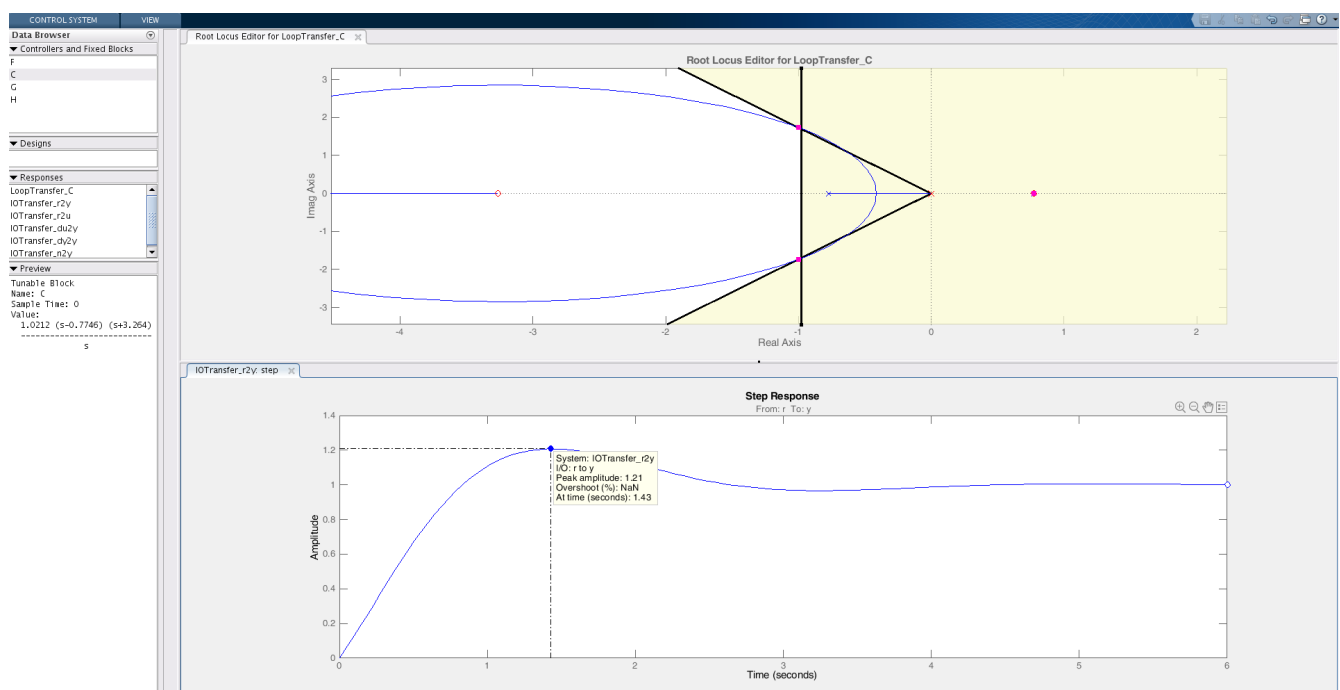 CONTROL SYSTEM VIEW
Data Browser
Controllers and Fixed Blocks
F
C
G
H
Designs
Responses
LoopTransfer_C
IOTransfer_r2y
IOTransfer_r2u
IOTransfer_du2y
IOTransfer_dy2y
IOTransfer_n2y
Preview
Tunable Block
Name: C
Sample Time: 0
Value:
1.0212 (s-0.7746) (s+3.264)
---------------------------
s
Root Locus Editor for LoopTransfer_C
Root Locus Editor for LoopTransfer_C
Imag Axis
3
2
1
0
-1
-2
-3
-4 -3 -2 -1 0 1 2
Real Axis
IOTransfer_r2y: step
Step Response
From: r To: y
Amplitude
1.4
1.2
1
0.8
0.6
0.4
0.2
0
System: IOTransfer_r2y
I/O: r to y
Peak amplitude: 1.21
Overshoot (%): NaN
At time (seconds): 1.43
0 1 2 3 4 5 6
Time (seconds)